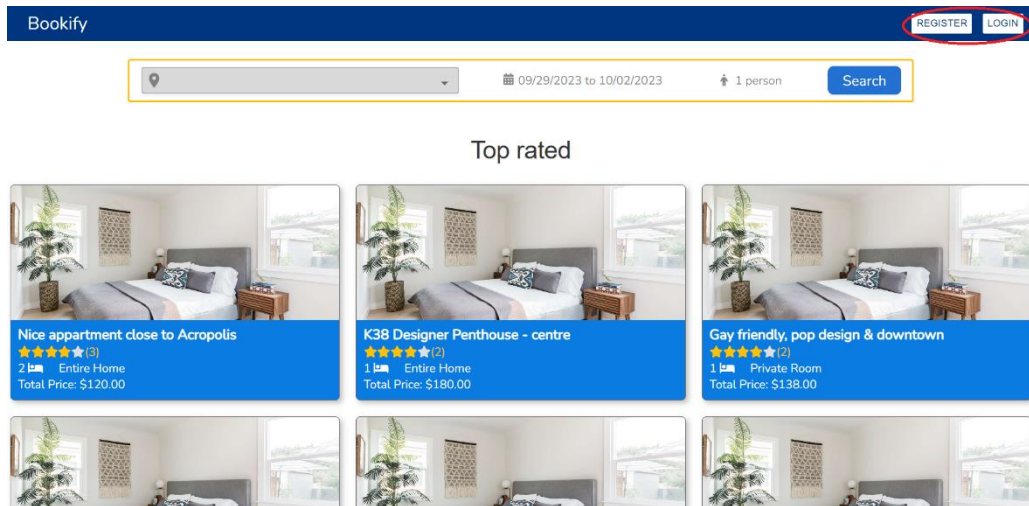 Bookify REGISTER LOGIN
09/29/2023 to 10/02/2023 1 person Search
Top rated
Nice appartment close to Acropolis
(3)
2 Entire Home
Total Price: $120.00
K38 Designer Penthouse - centre
(2)
1 Entire Home
Total Price: $180.00
Gay friendly, pop design & downtown
(2)
1 Private Room
Total Price: $138.00